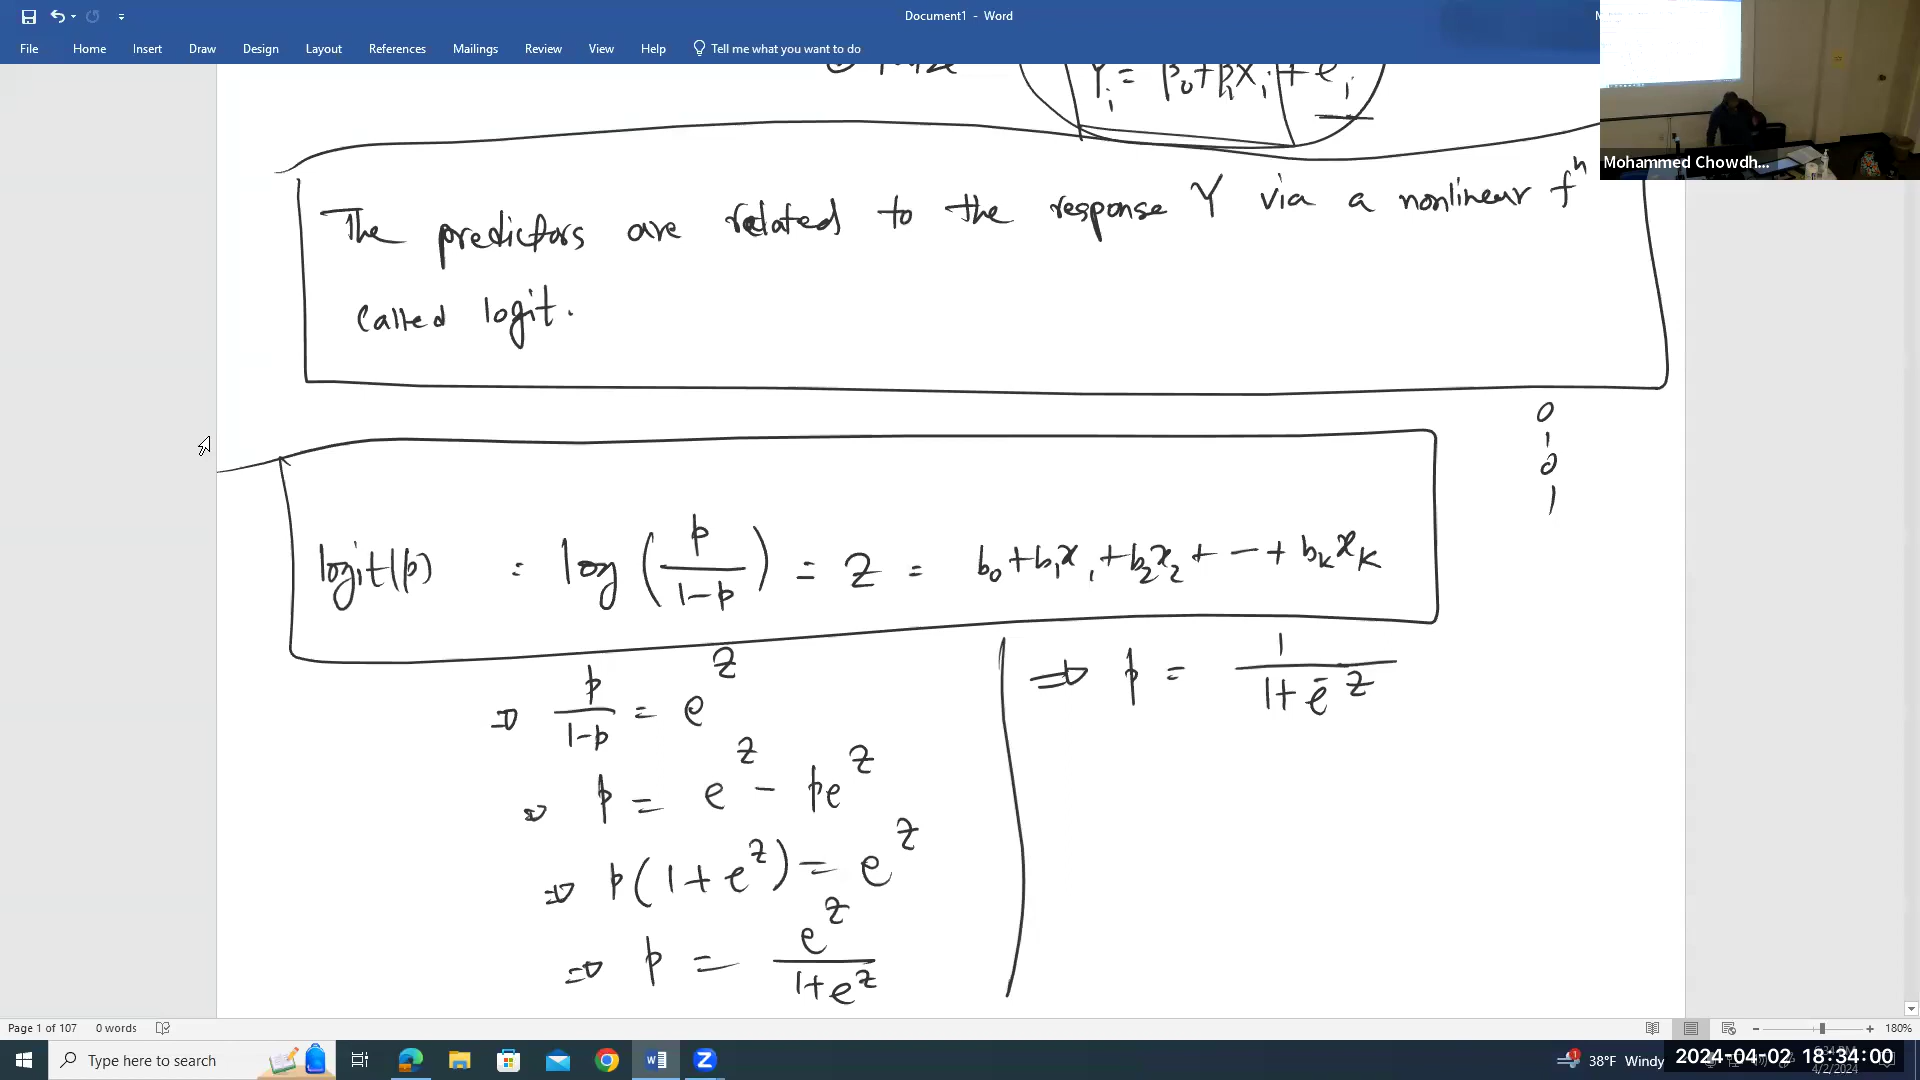 Document1 - Word
File Home Insert Draw Design Layout References Mailings Review View Help Tell me what you want to do
Yᵢ = β₀+β₁Xᵢ + eᵢ
Mohammed Chowdh...
The predictors are related to the response Y via a nonlinear fⁿ
called logit.
0
1
0
1
logit(p) = log(p/(1-p)) = Z = b₀+b₁x₁+b₂x₂+ -- + bₖxₖ
⇒ p/(1-p) = e^Z
⇒ p = e^Z - pe^Z
⇒ p(1+e^Z) = e^Z
⇒ p = e^Z/(1+e^Z)
⇒ p = 1/(1+e^-Z)
Page 1 of 107 0 words 180%
Type here to search
38°F Windy
2024-04-02 18:34:00
4/2/2024